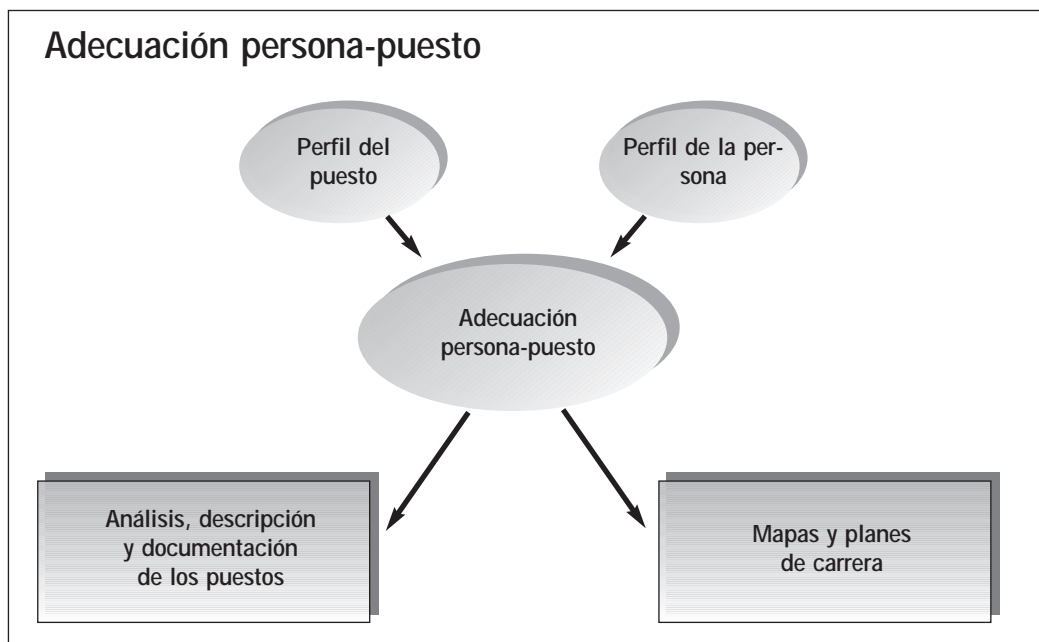 Adecuación persona-puesto
Perfil del
puesto
Perfil de la per-
sona
Adecuación
persona-puesto
Análisis, descripción
y documentación
de los puestos
Mapas y planes
de carrera